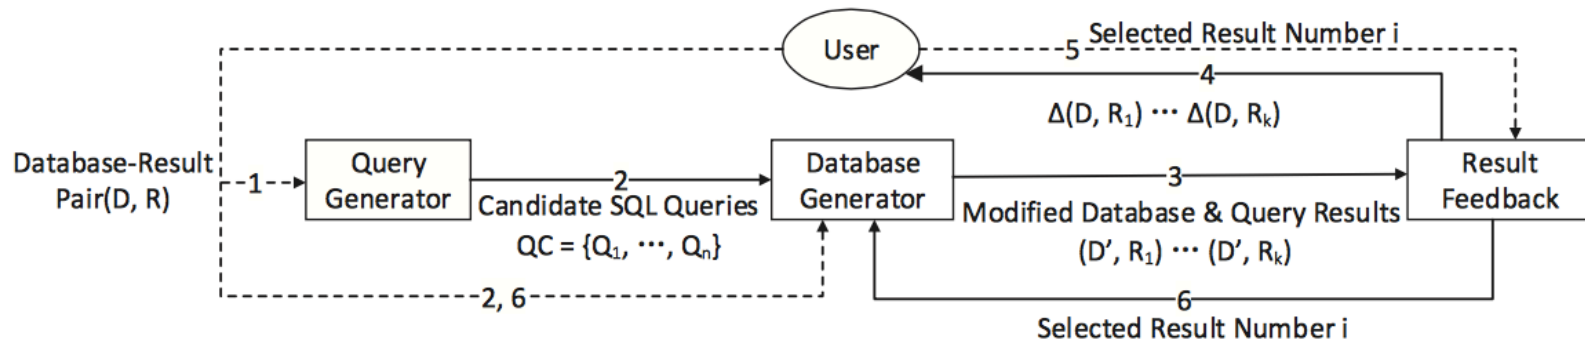 User
5
Selected Result Number i
4
Δ(D, R₁) ··· Δ(D, Rₖ)
Database-Result
Pair(D, R)
1
Query
Generator
2
Candidate SQL Queries
QC = {Q₁, ···, Qₙ}
Database
Generator
3
Modified Database & Query Results
(D’, R₁) ··· (D’, Rₖ)
Result
Feedback
2, 6
6
Selected Result Number i